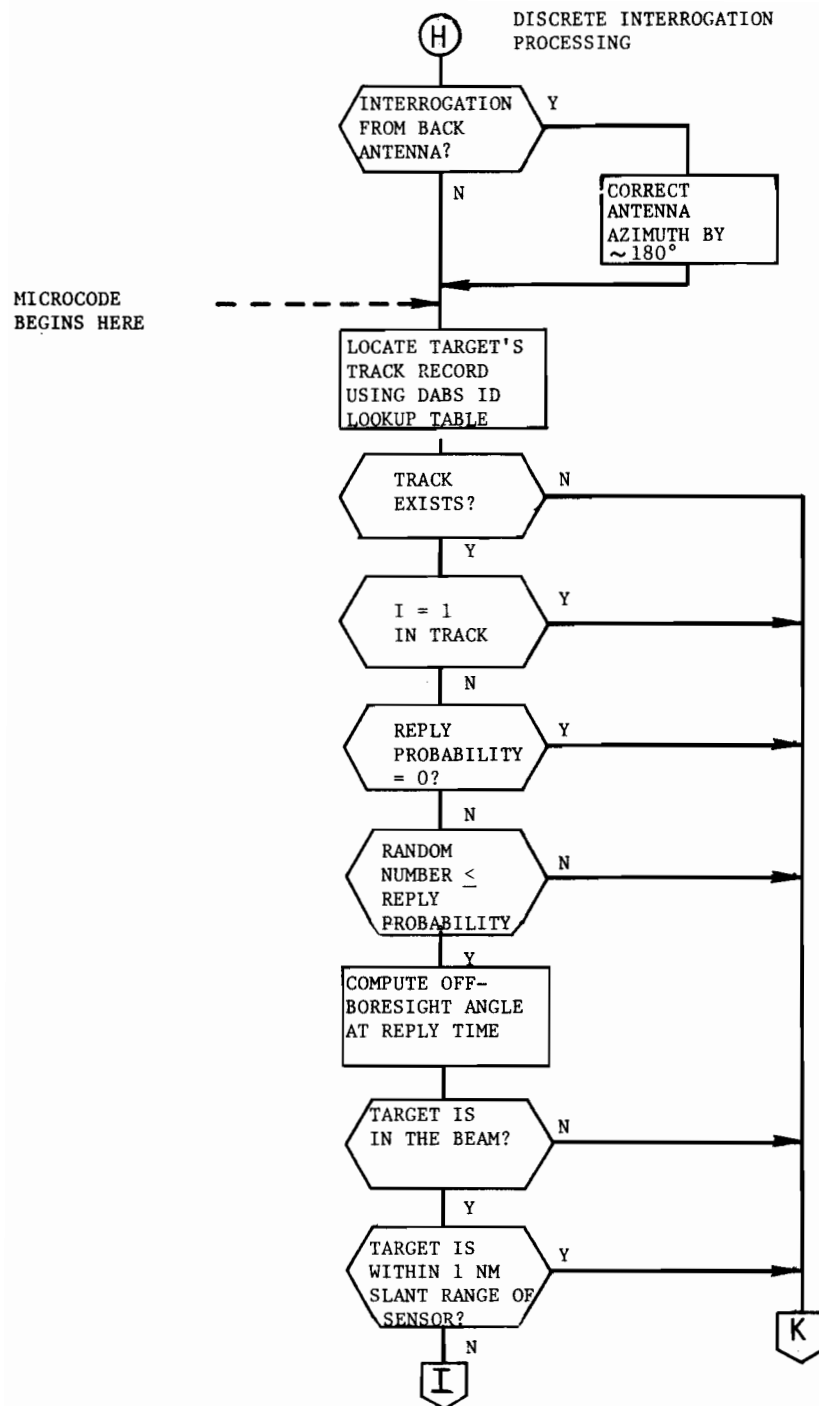 H
DISCRETE INTERROGATION
PROCESSING
INTERROGATION
FROM BACK
ANTENNA?
Y
N
CORRECT
ANTENNA
AZIMUTH BY
~180°
MICROCODE
BEGINS HERE
LOCATE TARGET'S
TRACK RECORD
USING DABS ID
LOOKUP TABLE
TRACK
EXISTS?
N
Y
I = 1
IN TRACK
Y
N
REPLY
PROBABILITY
= 0?
Y
N
RANDOM
NUMBER ≤
REPLY
PROBABILITY
N
Y
COMPUTE OFF-
BORESIGHT ANGLE
AT REPLY TIME
TARGET IS
IN THE BEAM?
N
Y
TARGET IS
WITHIN 1 NM
SLANT RANGE OF
SENSOR?
Y
N
K
I